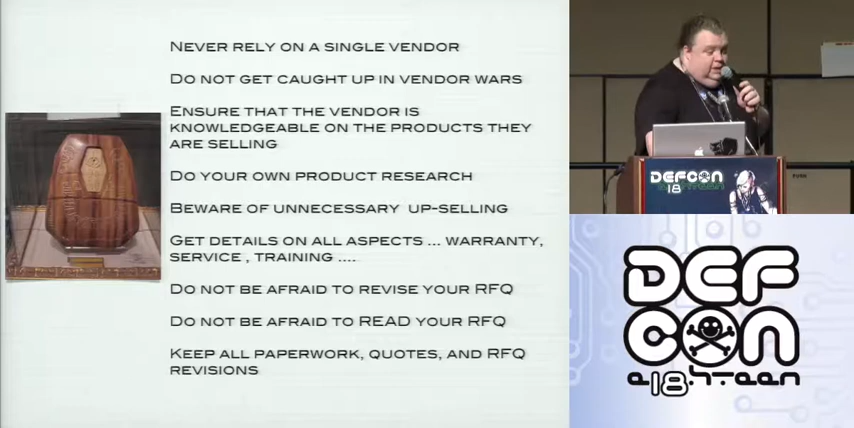 Never rely on a single vendor
Do not get caught up in vendor wars
Ensure that the vendor is
knowledgeable on the products they
are selling
Do your own product research
Beware of unnecessary up-selling
Get details on all aspects ... warranty,
service , training ....
Do not be afraid to revise your RFQ
Do not be afraid to READ your RFQ
Keep all paperwork, quotes, and RFQ
revisions
DEFCON
18
DEF
CON
e18hteen